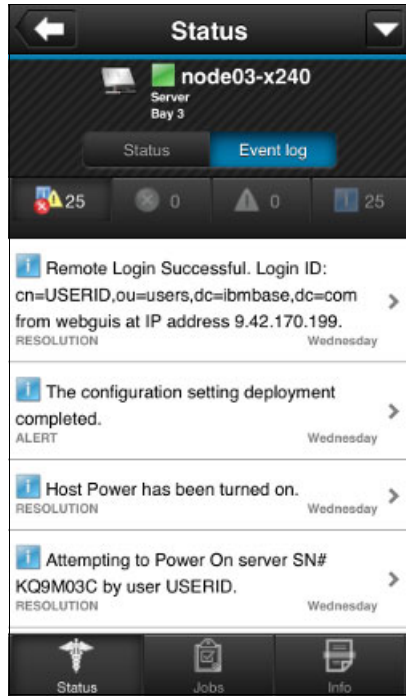 Status
node03-x240
Server
Bay 3
Status Event log
25 0 0 25
Remote Login Successful. Login ID:
cn=USERID,ou=users,dc=ibmbase,dc=com
from webguis at IP address 9.42.170.199.
RESOLUTION Wednesday
The configuration setting deployment
completed.
ALERT Wednesday
Host Power has been turned on.
RESOLUTION Wednesday
Attempting to Power On server SN#
KQ9M03C by user USERID.
RESOLUTION Wednesday
Status Jobs Info